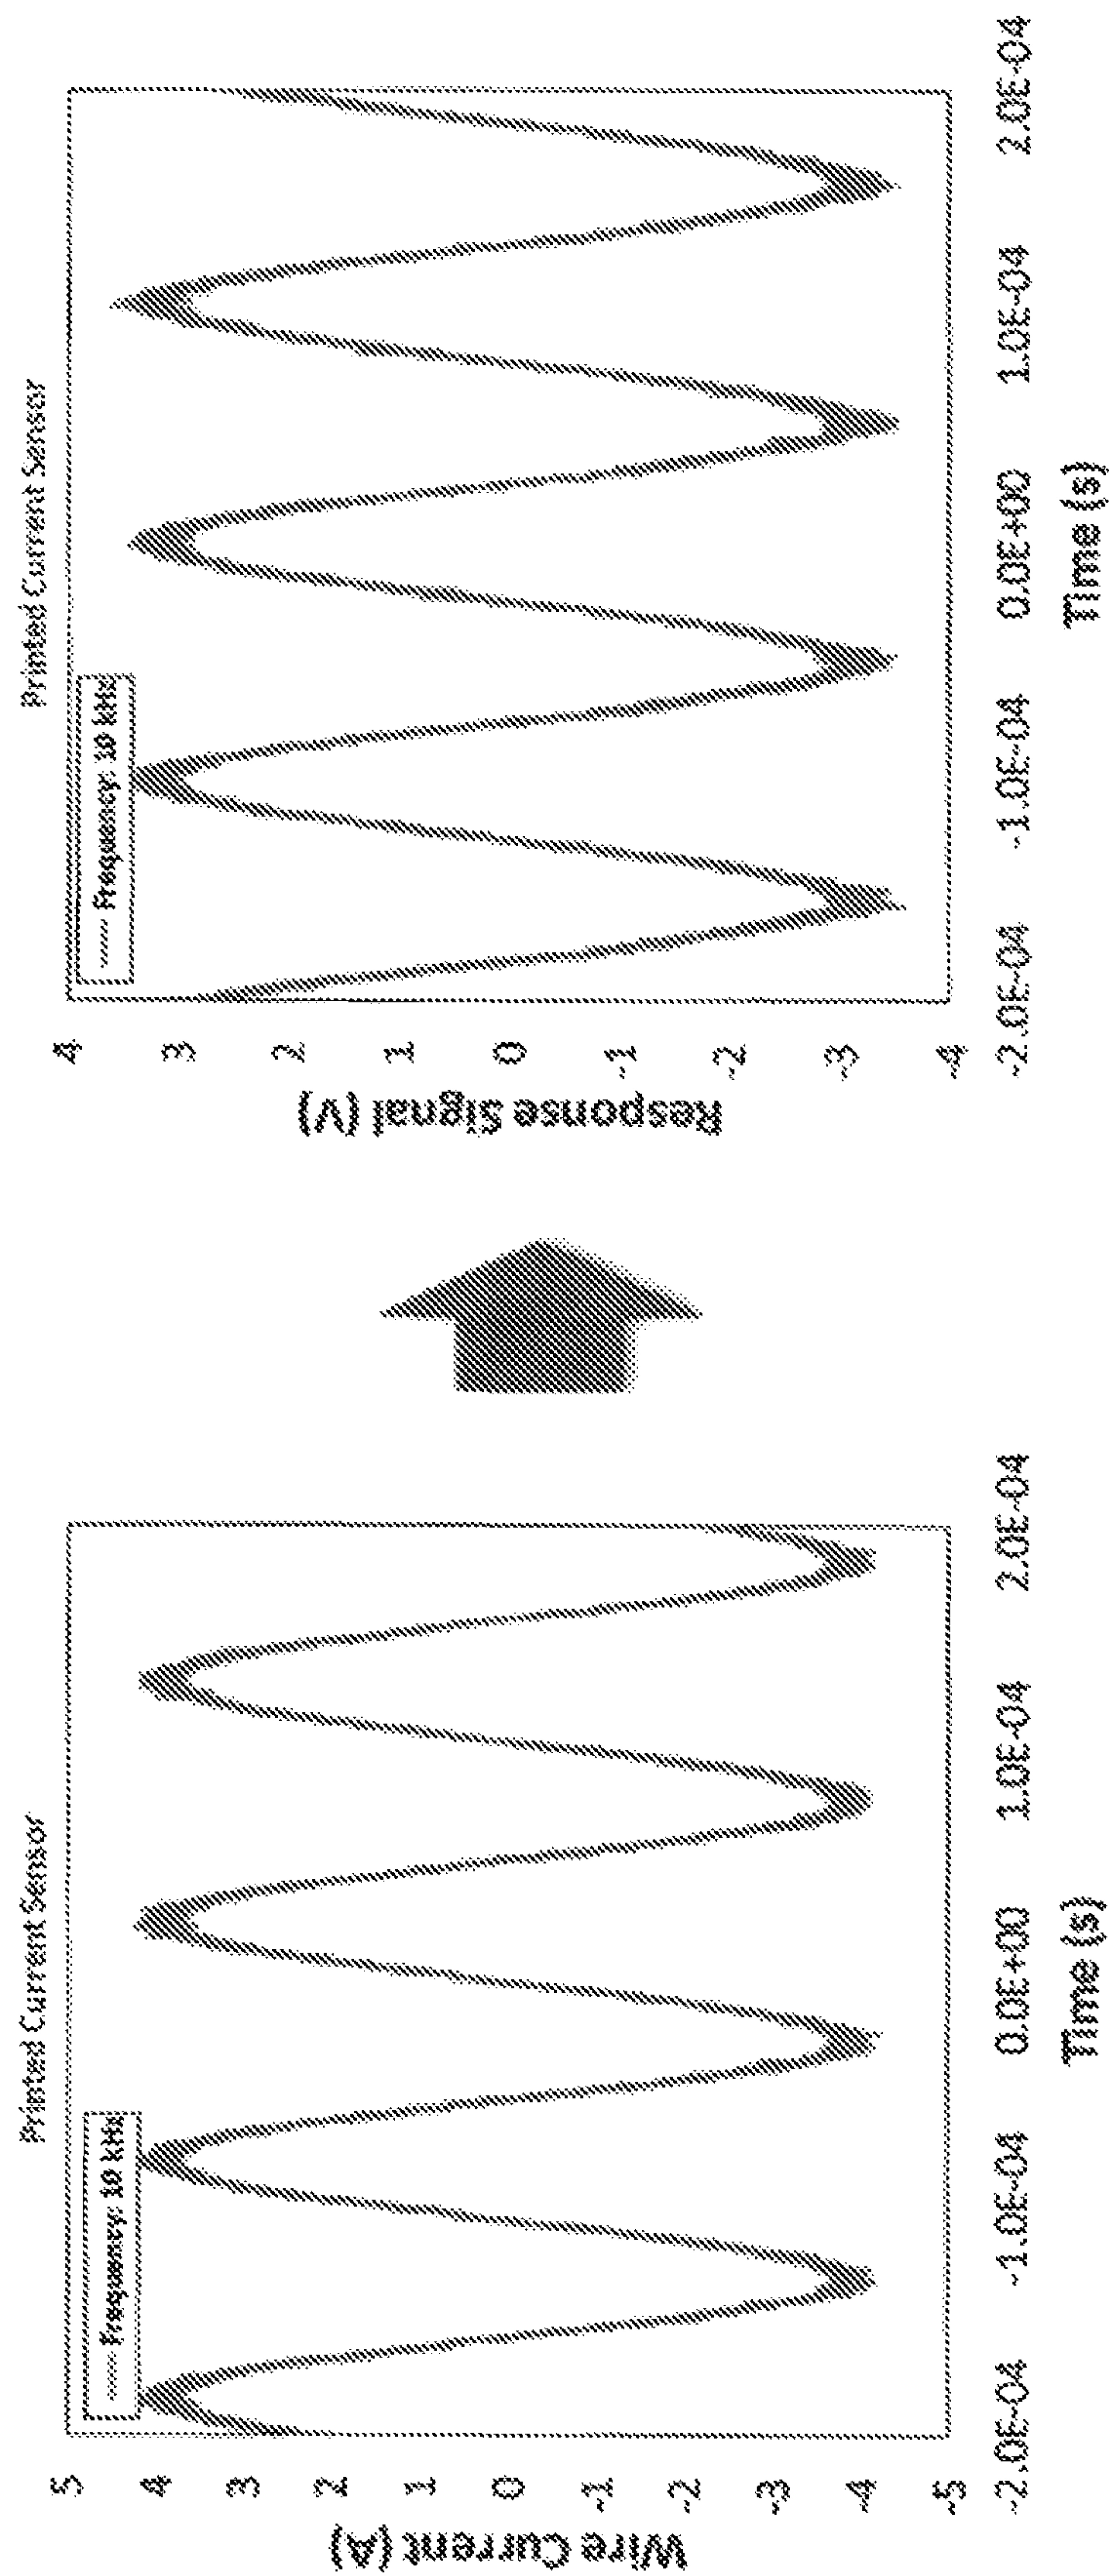 Printed Current Sensor
Frequency: 10 kHz
Wire Current (A)
5
4
3
2
1
0
-1
-2
-3
-4
-5
-2.0E-04 -1.0E-04 0.0E+00 1.0E-04 2.0E-04
Time (s)
Printed Current Sensor
Frequency: 10 kHz
Response Signal (V)
4
3
2
1
0
-1
-2
-3
-4
-2.0E-04 -1.0E-04 0.0E+00 1.0E-04 2.0E-04
Time (s)